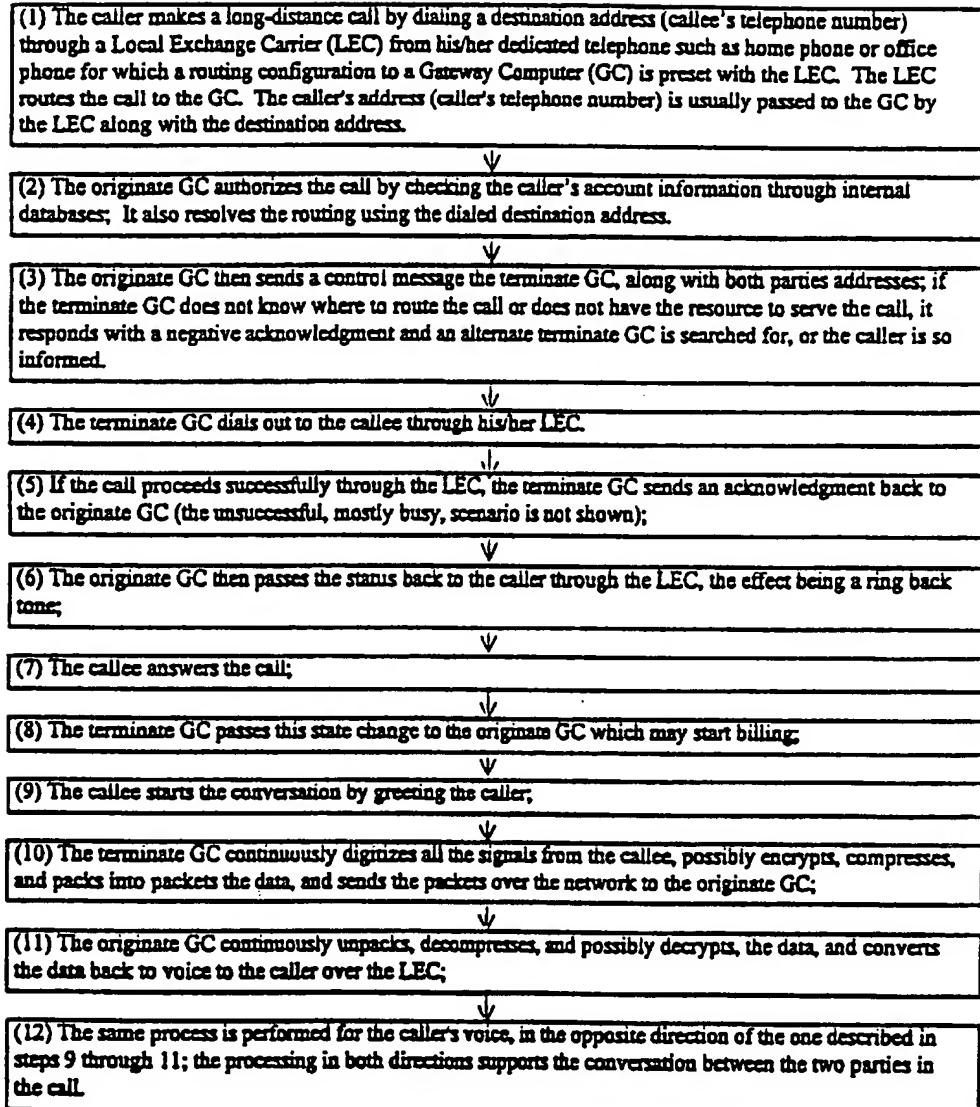 (1) The caller makes a long-distance call by dialing a destination address (callee's telephone number)
through a Local Exchange Carrier (LEC) from his/her dedicated telephone such as home phone or office
phone for which a routing configuration to a Gateway Computer (GC) is preset with the LEC. The LEC
routes the call to the GC. The caller's address (caller's telephone number) is usually passed to the GC by
the LEC along with the destination address.
(2) The originate GC authorizes the call by checking the caller's account information through internal
databases; It also resolves the routing using the dialed destination address.
(3) The originate GC then sends a control message the terminate GC, along with both parties addresses; if
the terminate GC does not know where to route the call or does not have the resource to serve the call, it
responds with a negative acknowledgment and an alternate terminate GC is searched for, or the caller is so
informed.
(4) The terminate GC dials out to the callee through his/her LEC.
(5) If the call proceeds successfully through the LEC, the terminate GC sends an acknowledgment back to
the originate GC (the unsuccessful, mostly busy, scenario is not shown);
(6) The originate GC then passes the status back to the caller through the LEC, the effect being a ring back
tone;
(7) The callee answers the call;
(8) The terminate GC passes this state change to the originate GC which may start billing;
(9) The callee starts the conversation by greeting the caller;
(10) The terminate GC continuously digitizes all the signals from the callee, possibly encrypts, compresses,
and packs into packets the data, and sends the packets over the network to the originate GC;
(11) The originate GC continuously unpacks, decompresses, and possibly decrypts, the data, and converts
the data back to voice to the caller over the LEC;
(12) The same process is performed for the caller's voice, in the opposite direction of the one described in
steps 9 through 11; the processing in both directions supports the conversation between the two parties in
the call.